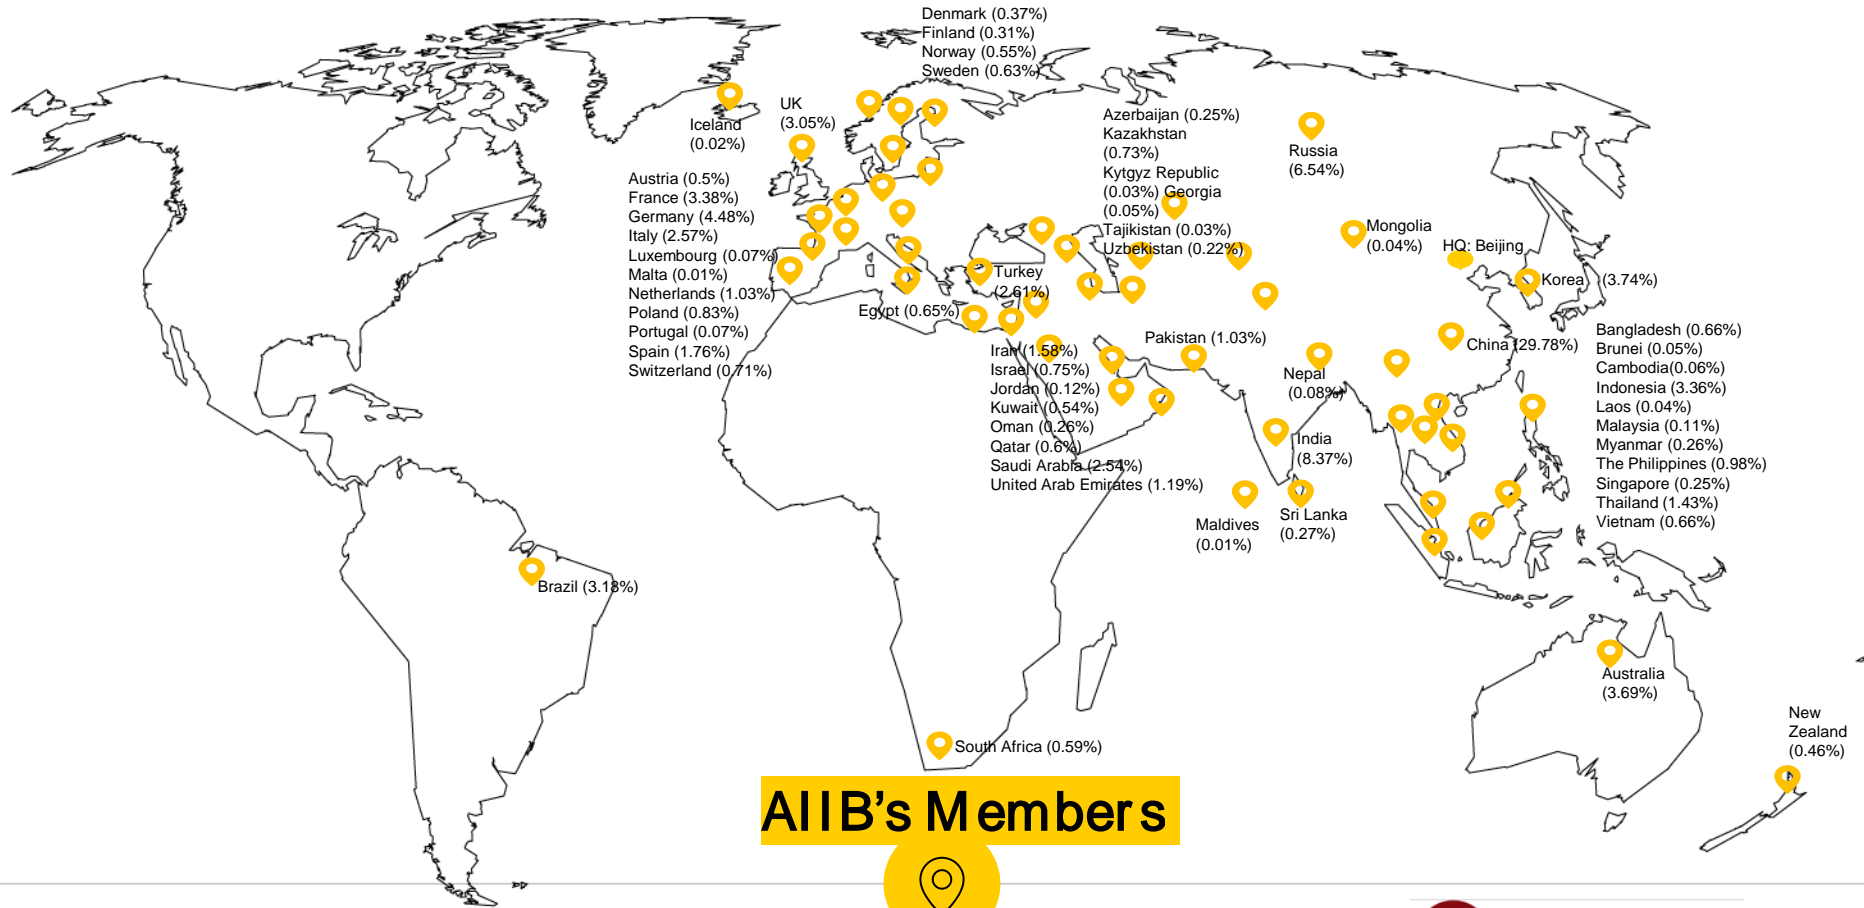 Denmark (0.37%)
Finland (0.31%)
Norway (0.55%)
Sweden (0.63%)
UK
(3.05%)
Iceland
(0.02%)
Azerbaijan (0.25%)
Kazakhstan
(0.73%)
Kytgyz Republic
(0.03%) Georgia
(0.05%)
Tajikistan (0.03%)
Uzbekistan (0.22%)
Russia
(6.54%)
Austria (0.5%)
France (3.38%)
Germany (4.48%)
Italy (2.57%)
Luxembourg (0.07%)
Malta (0.01%)
Netherlands (1.03%)
Poland (0.83%)
Portugal (0.07%)
Spain (1.76%)
Switzerland (0.71%)
Mongolia
(0.04%)
HQ: Beijing
Korea (3.74%)
Turkey
(2.61%)
Egypt (0.65%)
Pakistan (1.03%)
China (29.78%)
Nepal
(0.08%)
Iran (1.58%)
Israel (0.75%)
Jordan (0.12%)
Kuwait (0.54%)
Oman (0.26%)
Qatar (0.6%)
Saudi Arabia (2.54%)
United Arab Emirates (1.19%)
Bangladesh (0.66%)
Brunei (0.05%)
Cambodia(0.06%)
Indonesia (3.36%)
Laos (0.04%)
Malaysia (0.11%)
Myanmar (0.26%)
The Philippines (0.98%)
Singapore (0.25%)
Thailand (1.43%)
Vietnam (0.66%)
India
(8.37%)
Maldives
(0.01%)
Sri Lanka
(0.27%)
Brazil (3.18%)
Australia
(3.69%)
New
Zealand
(0.46%)
South Africa (0.59%)
AIIB's Members